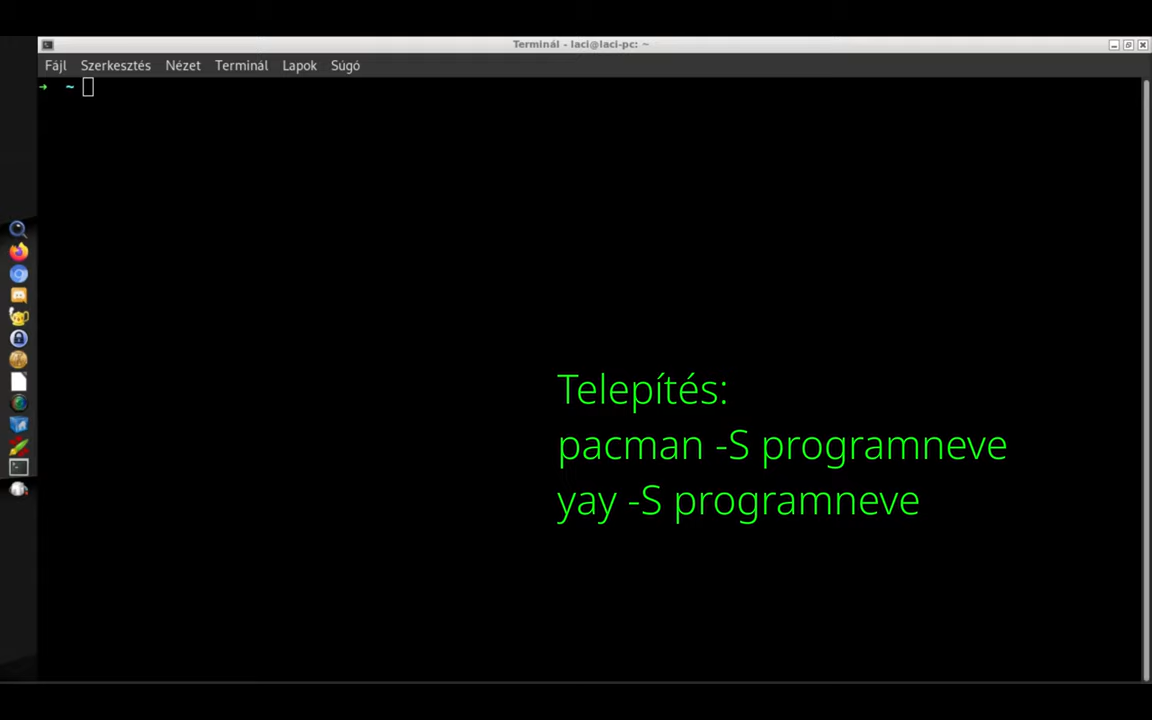 Terminál - laci@laci-pc: ~
Fájl Szerkesztés Nézet Terminál Lapok Súgó
➜ ~
Telepítés:
pacman -S programneve
yay -S programneve